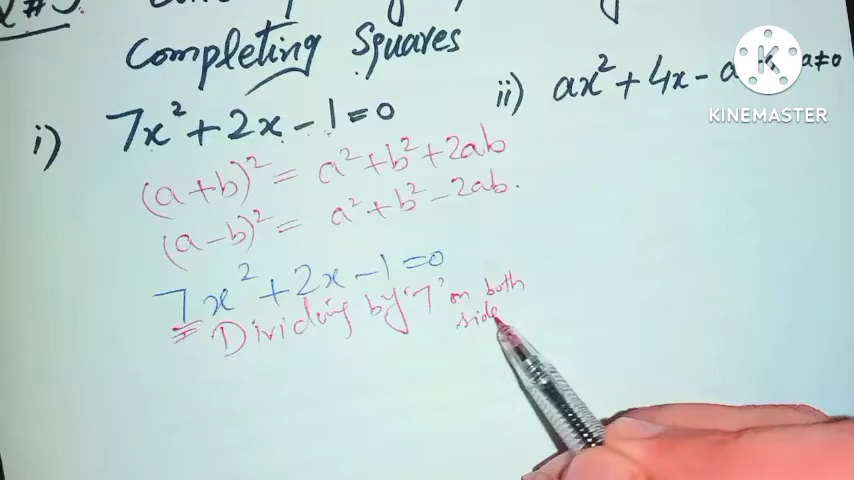 Completing Squares
i) 7x² + 2x - 1 = 0
ii) ax² + 4x - a
a ≠ 0
KINEMASTER
(a + b)² = a² + b² + 2ab
(a - b)² = a² + b² - 2ab.
7x² + 2x - 1 = 0
= Dividing by '7' on both
side